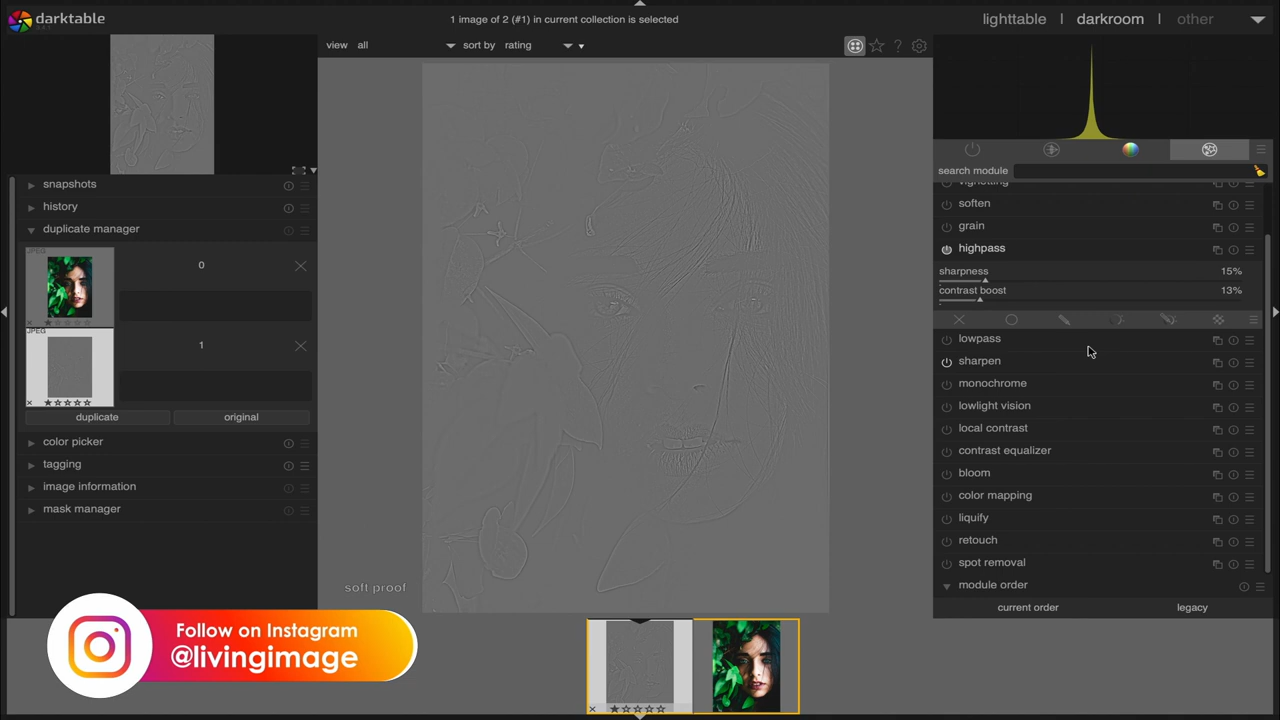 darktable
1 image of 2 (#1) in current collection is selected
lighttable | darkroom | other
view all sort by rating
search module
snapshots
history
duplicate manager
JPEG
0
JPEG
1
duplicate original
color picker
tagging
image information
mask manager
vignetting
soften
grain
highpass
sharpness 15%
contrast boost 13%
lowpass
sharpen
monochrome
lowlight vision
local contrast
contrast equalizer
bloom
color mapping
liquify
retouch
spot removal
module order
current order legacy
soft proof
Follow on Instagram
@livingimage